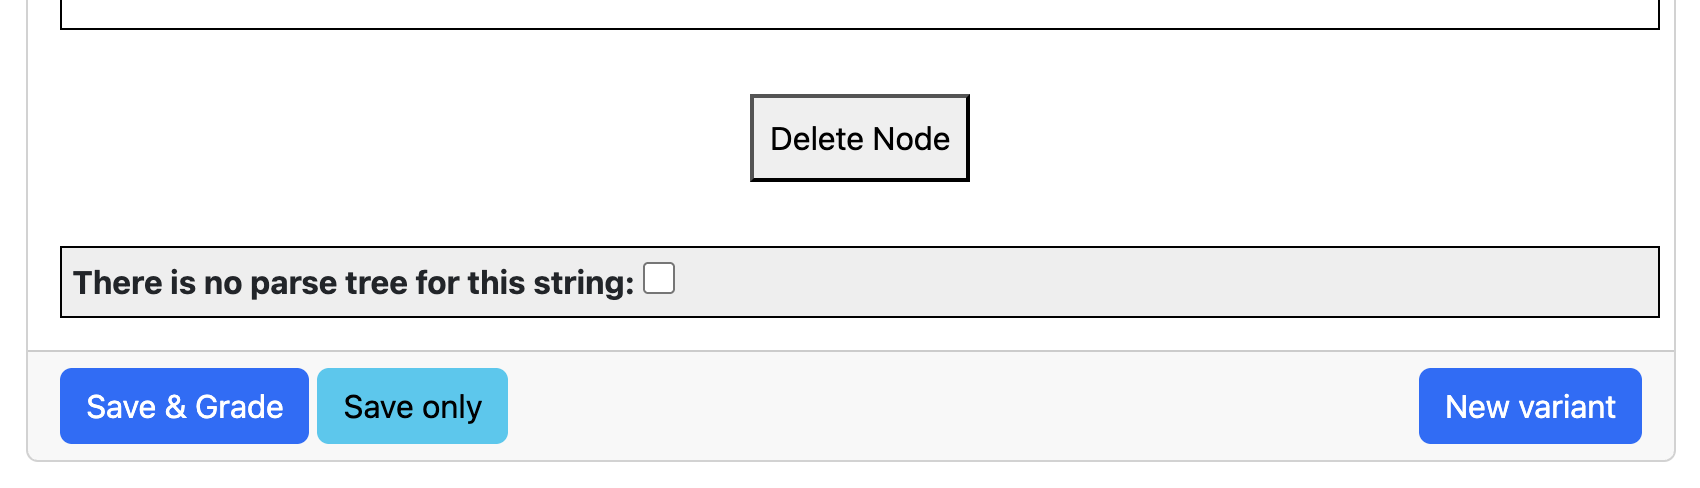 Delete Node
There is no parse tree for this string:
Save & Grade
Save only
New variant